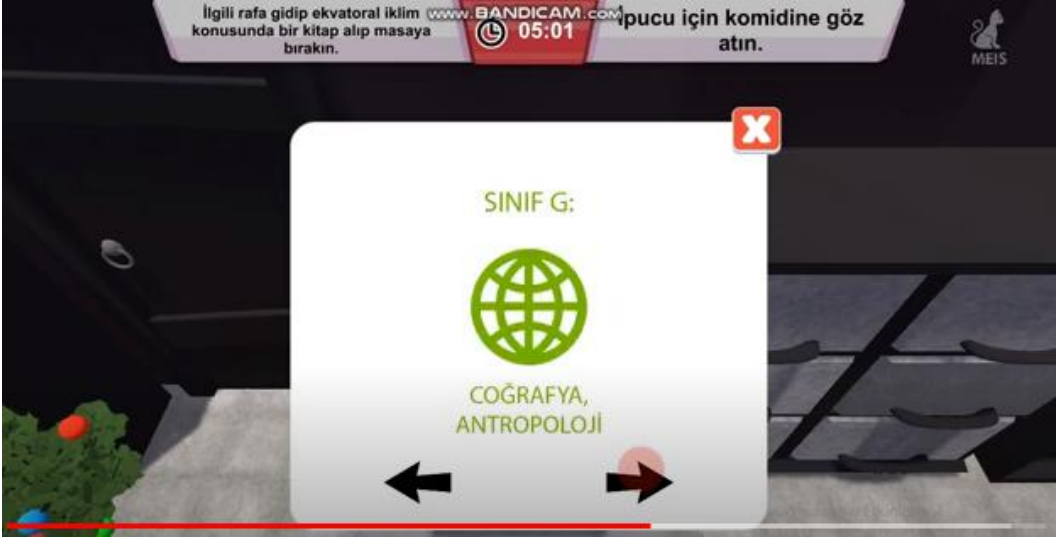 İlgili rafa gidip ekvatoral iklim
konusunda bir kitap alıp masaya
bırakın.
www.BANDICAM.com
05:01
İpucu için komidine göz
atın.
MEIS
SINIF G:
COĞRAFYA,
ANTROPOLOJİ